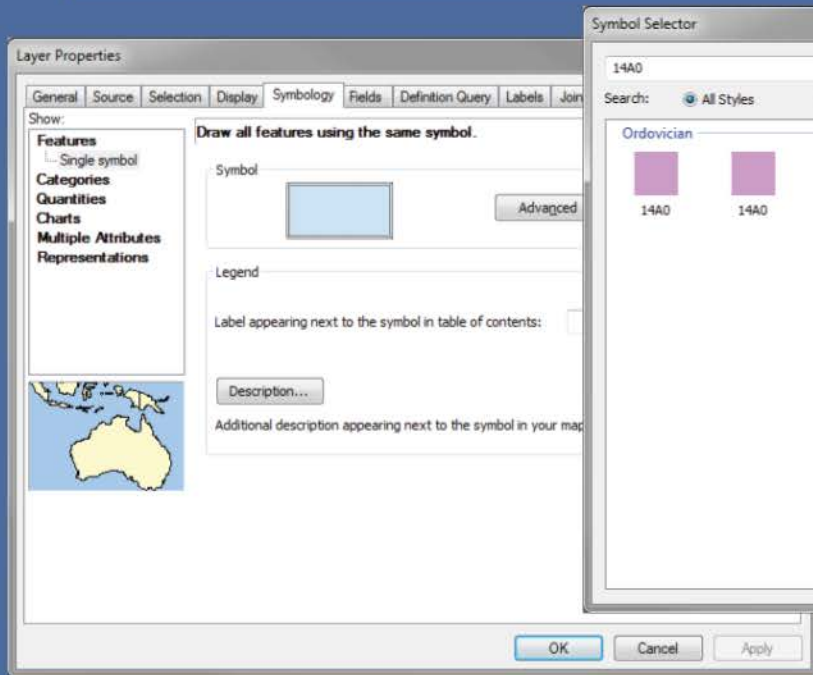 Layer Properties
General Source Selection Display Symbology Fields Definition Query Labels Join
Show:
Features
Single symbol
Categories
Quantities
Charts
Multiple Attributes
Representations
Draw all features using the same symbol.
Symbol
Advanced
Legend
Label appearing next to the symbol in table of contents:
Description...
Additional description appearing next to the symbol in your map
OK Cancel Apply
Symbol Selector
14A0
Search: All Styles
Ordovician
14A0 14A0